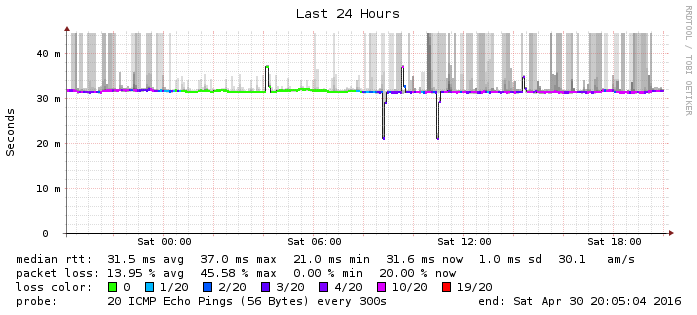 Last 24 Hours
RRDTOOL / TOBI OETIKER
Seconds
40 m
30 m
20 m
10 m
0
Sat 00:00 Sat 06:00 Sat 12:00 Sat 18:00
median rtt: 31.5 ms avg 37.0 ms max 21.0 ms min 31.6 ms now 1.0 ms sd 30.1 am/s
packet loss: 13.95 % avg 45.58 % max 0.00 % min 20.00 % now
loss color: 0 1/20 2/20 3/20 4/20 10/20 19/20
probe: 20 ICMP Echo Pings (56 Bytes) every 300s end: Sat Apr 30 20:05:04 2016